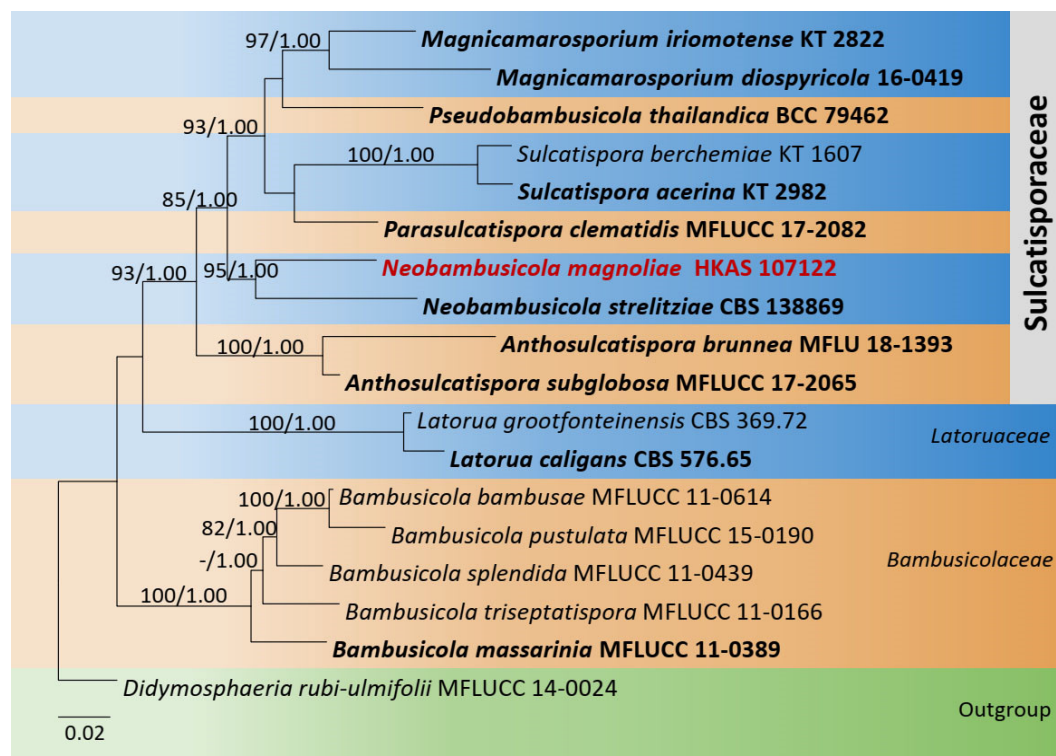 97/1.00
Magnicamarosporium iriomotense KT 2822
Magnicamarosporium diospyricola 16-0419
Pseudobambusicola thailandica BCC 79462
93/1.00
100/1.00
Sulcatispora berchemiae KT 1607
Sulcatispora acerina KT 2982
85/1.00
Parasulcatispora clematidis MFLUCC 17-2082
93/1.00
95/1.00
Neobambusicola magnoliae HKAS 107122
Neobambusicola strelitziae CBS 138869
100/1.00
Anthosulcatispora brunnea MFLU 18-1393
Anthosulcatispora subglobosa MFLUCC 17-2065
Sulcatisporaceae
100/1.00
Latorua grootfonteinensis CBS 369.72
Latorua caligans CBS 576.65
Latoruaceae
100/1.00
Bambusicola bambusae MFLUCC 11-0614
82/1.00
Bambusicola pustulata MFLUCC 15-0190
-/1.00
Bambusicola splendida MFLUCC 11-0439
100/1.00
Bambusicola triseptatispora MFLUCC 11-0166
Bambusicola massarinia MFLUCC 11-0389
Bambusicolaceae
Didymosphaeria rubi-ulmifolii MFLUCC 14-0024
Outgroup
0.02